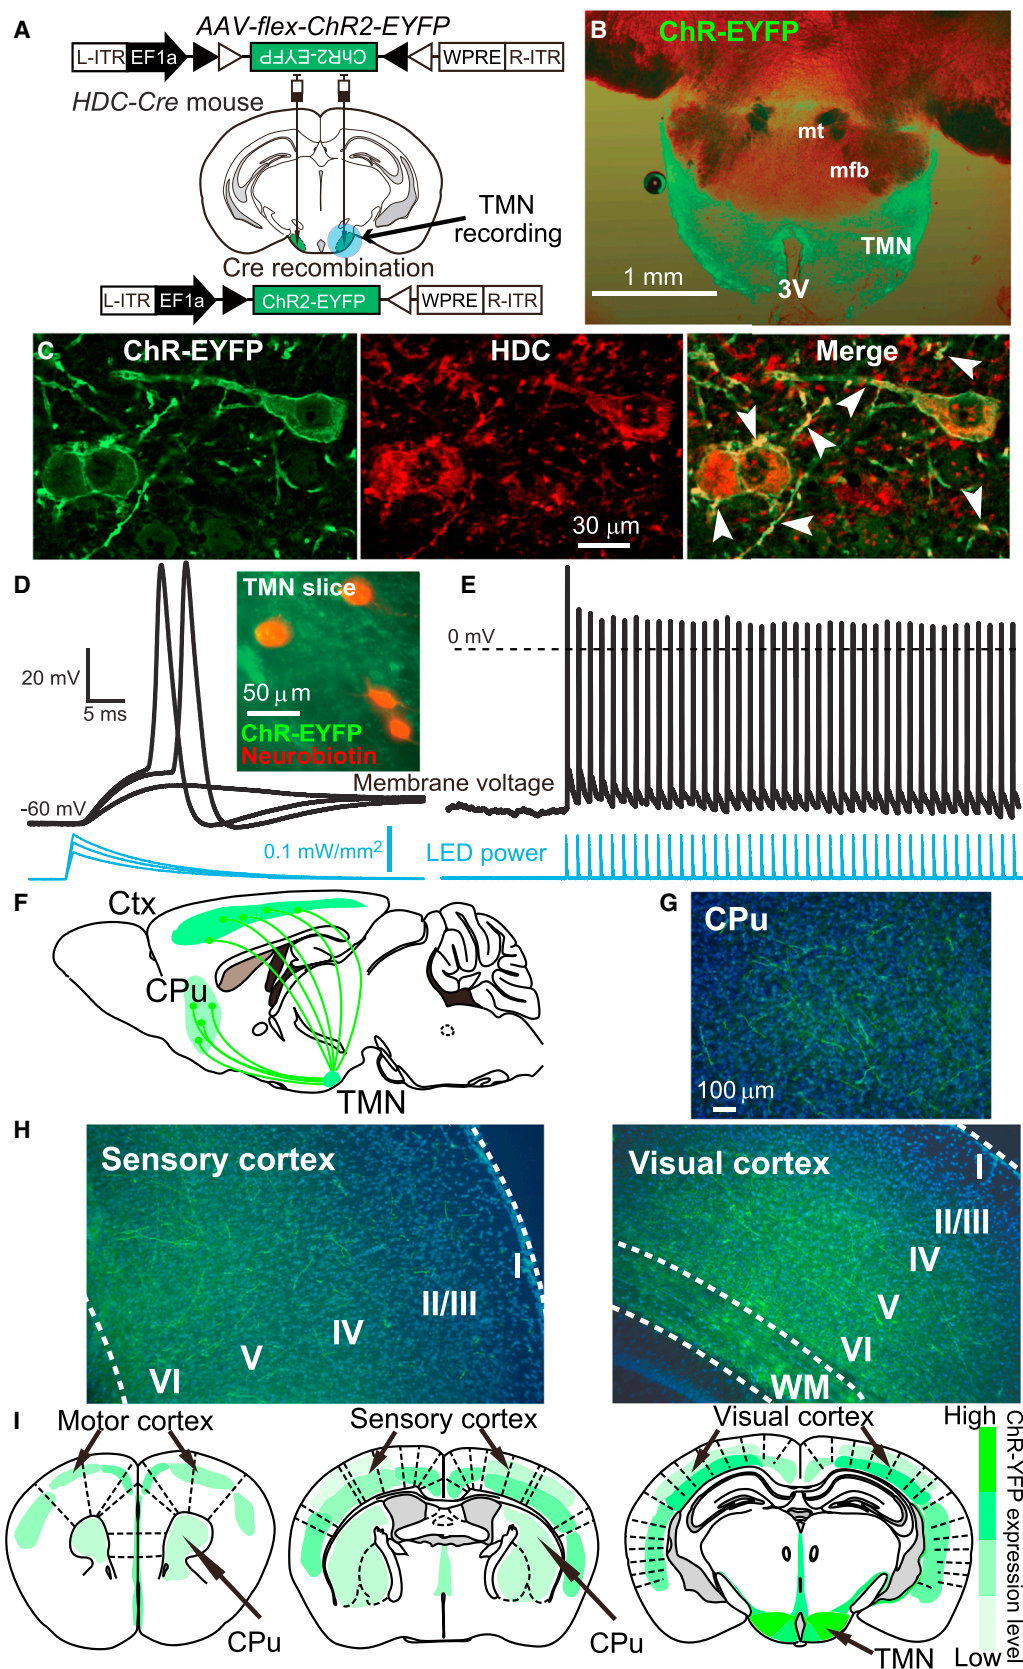 A
AAV-flex-ChR2-EYFP
L-ITR EF1a ChR2-EYFP WPRE R-ITR
HDC-Cre mouse
TMN
recording
Cre recombination
L-ITR EF1a ChR2-EYFP WPRE R-ITR
B
ChR-EYFP
mt
mfb
TMN
1 mm
3V
C
ChR-EYFP
HDC
Merge
30 μm
D
TMN slice
20 mV
5 ms
50 μm
ChR-EYFP
Neurobiotin
-60 mV
0.1 mW/mm²
E
0 mV
Membrane voltage
LED power
F
Ctx
CPu
TMN
G
CPu
100 μm
H
Sensory cortex
I
II/III
IV
V
VI
Visual cortex
I
II/III
IV
V
VI
WM
I
Motor cortex
CPu
Sensory cortex
CPu
Visual cortex
TMN
High
ChR-YFP expression level
Low